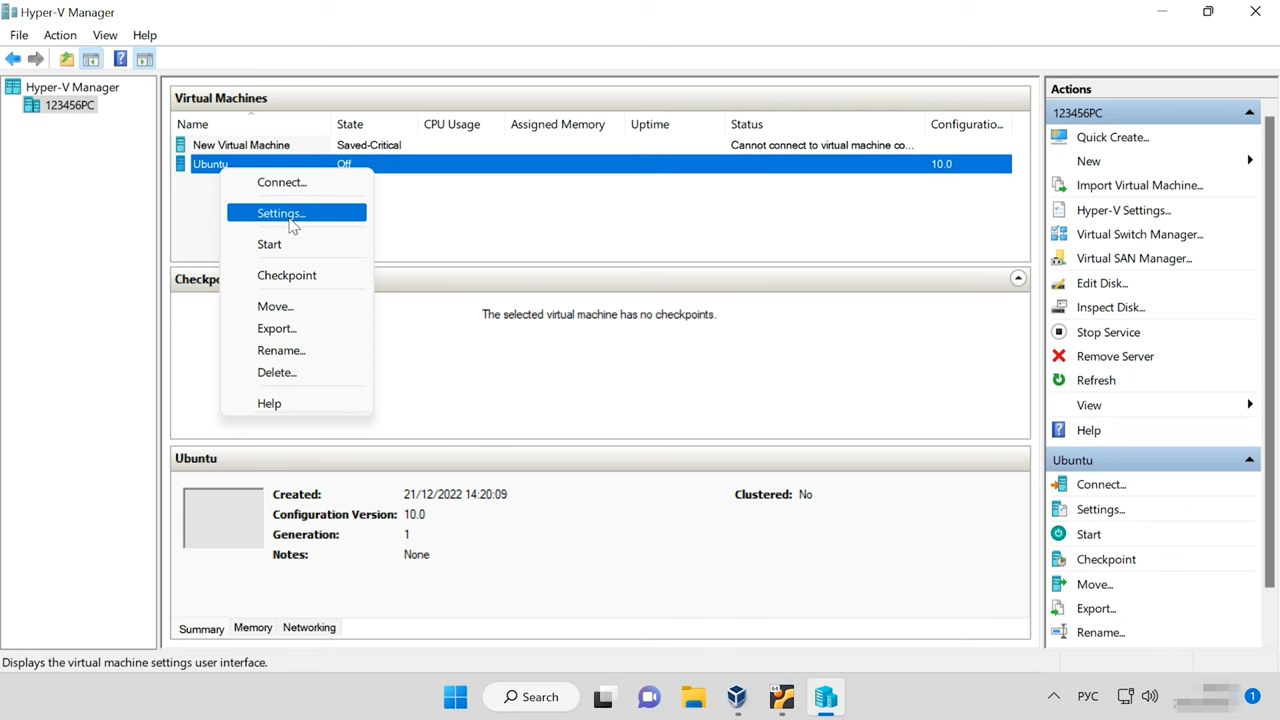 Hyper-V Manager
File Action View Help
Hyper-V Manager
123456PC
Virtual Machines
Name State CPU Usage Assigned Memory Uptime Status Configuratio...
New Virtual Machine Saved-Critical Cannot connect to virtual machine co...
Ubuntu Off 10.0
Connect...
Settings...
Start
Checkpoint
Move...
Export...
Rename...
Delete...
Help
Checkpo
The selected virtual machine has no checkpoints.
Ubuntu
Created: 21/12/2022 14:20:09 Clustered: No
Configuration Version: 10.0
Generation: 1
Notes: None
Summary Memory Networking
Actions
123456PC
Quick Create...
New
Import Virtual Machine...
Hyper-V Settings...
Virtual Switch Manager...
Virtual SAN Manager...
Edit Disk...
Inspect Disk...
Stop Service
Remove Server
Refresh
View
Help
Ubuntu
Connect...
Settings...
Start
Checkpoint
Move...
Export...
Rename...
Displays the virtual machine settings user interface.
Search
РУС
1